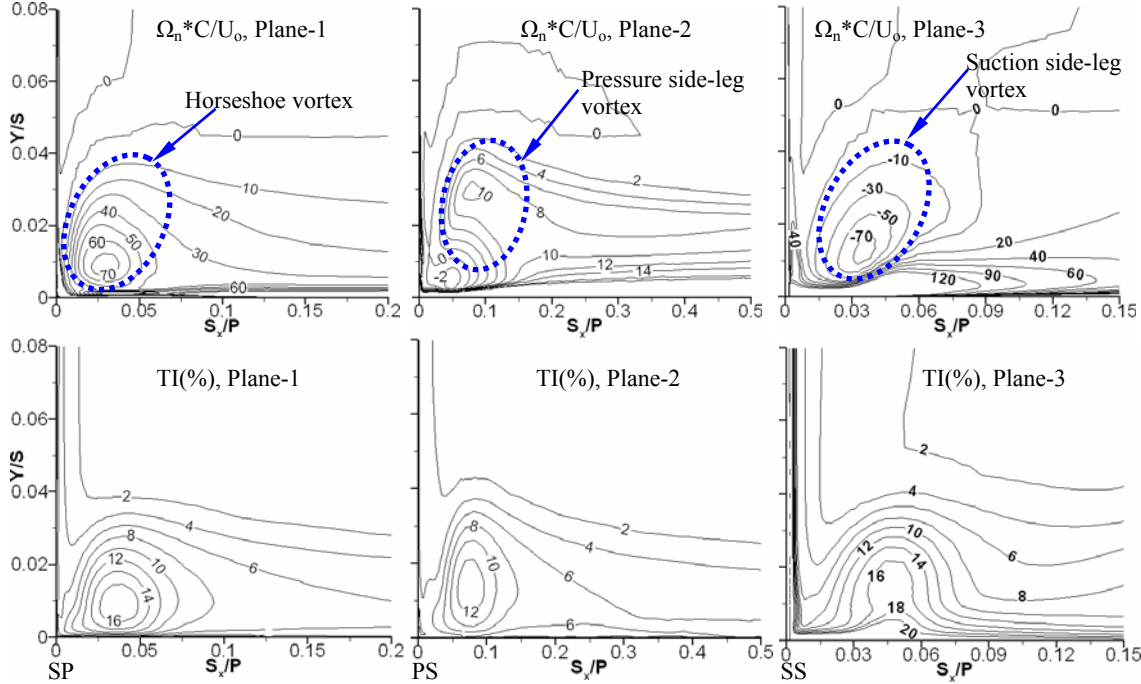 Ωn*C/Uo, Plane-1
Horseshoe vortex
0
0
10
20
30
40
50
60
70
60
Y/S
0.08
0.06
0.04
0.02
0
0 0.05 0.1 0.15 0.2
Sx/P
Ωn*C/Uo, Plane-2
Pressure side-leg
vortex
0
0
2
4
6
8
10
10
12
14
0
-2
0 0.1 0.2 0.3 0.4 0.5
Sx/P
Ωn*C/Uo, Plane-3
Suction side-leg
vortex
0
0
0
-10
-30
-50
-70
20
40
40
60
90
120
0 0.03 0.06 0.09 0.12 0.15
Sx/P
TI(%), Plane-1
2
4
6
8
10
12
14
16
Y/S
0.08
0.06
0.04
0.02
0
0 0.05 0.1 0.15 0.2
SP
Sx/P
TI(%), Plane-2
2
4
6
8
10
12
6
0 0.1 0.2 0.3 0.4 0.5
PS
Sx/P
TI(%), Plane-3
2
4
6
8
10
12
14
16
18
20
0 0.03 0.06 0.09 0.12 0.15
SS
Sx/P